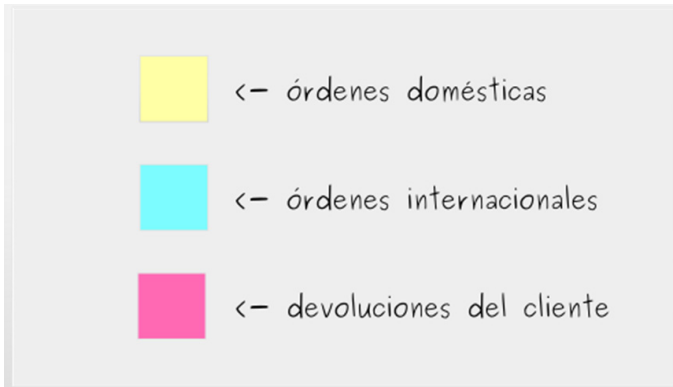 <- órdenes domésticas
<- órdenes internacionales
<- devoluciones del cliente